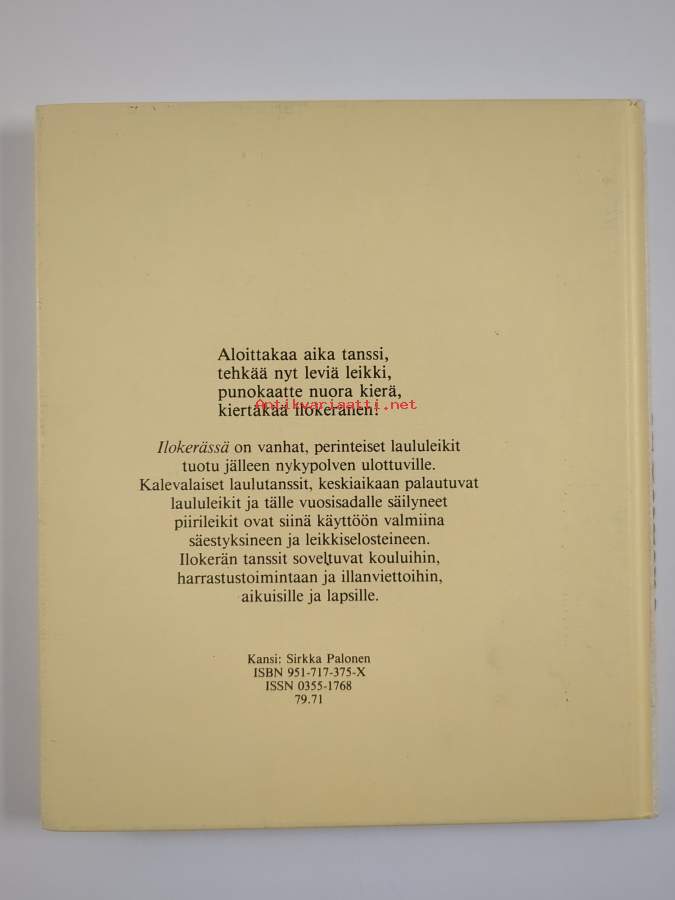 Aloittakaa aika tanssi,
tehkää nyt leviä leikki,
punokaatte nuora kierä,
kiertäkää ilokeränen!
Antikvariaatti.net
Ilokerässä on vanhat, perinteiset laululeikit
tuotu jälleen nykypolven ulottuville.
Kalevalaiset laulutanssit, keskiaikaan palautuvat
laululeikit ja tälle vuosisadalle säilyneet
piirileikit ovat siinä käyttöön valmiina
säestyksineen ja leikkiselosteineen.
Ilokerän tanssit soveltuvat kouluihin,
harrastustoimintaan ja illanviettoihin,
aikuisille ja lapsille.
Kansi: Sirkka Palonen
ISBN 951-717-375-X
ISSN 0355-1768
79.71